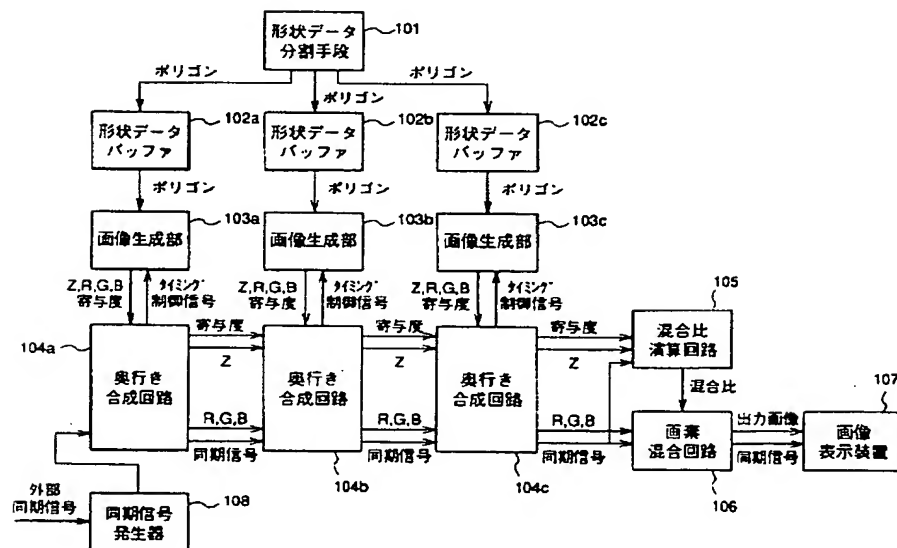 形状データ
分割手段
101
ポリゴン
ポリゴン
ポリゴン
形状データ
バッファ
102a
形状データ
バッファ
102b
形状データ
バッファ
102c
ポリゴン
ポリゴン
ポリゴン
画像生成部
103a
画像生成部
103b
画像生成部
103c
Z,R,G,B
寄与度
タイミング
制御信号
Z,R,G,B
寄与度
タイミング
制御信号
Z,R,G,B
寄与度
タイミング
制御信号
104a
奥行き
合成回路
寄与度
Z
R,G,B
同期信号
奥行き
合成回路
104b
寄与度
Z
R,G,B
同期信号
奥行き
合成回路
104c
寄与度
Z
R,G,B
同期信号
105
混合比
演算回路
混合比
画素
混合回路
106
出力画像
同期信号
107
画像
表示装置
外部
同期信号
108
同期信号
発生器